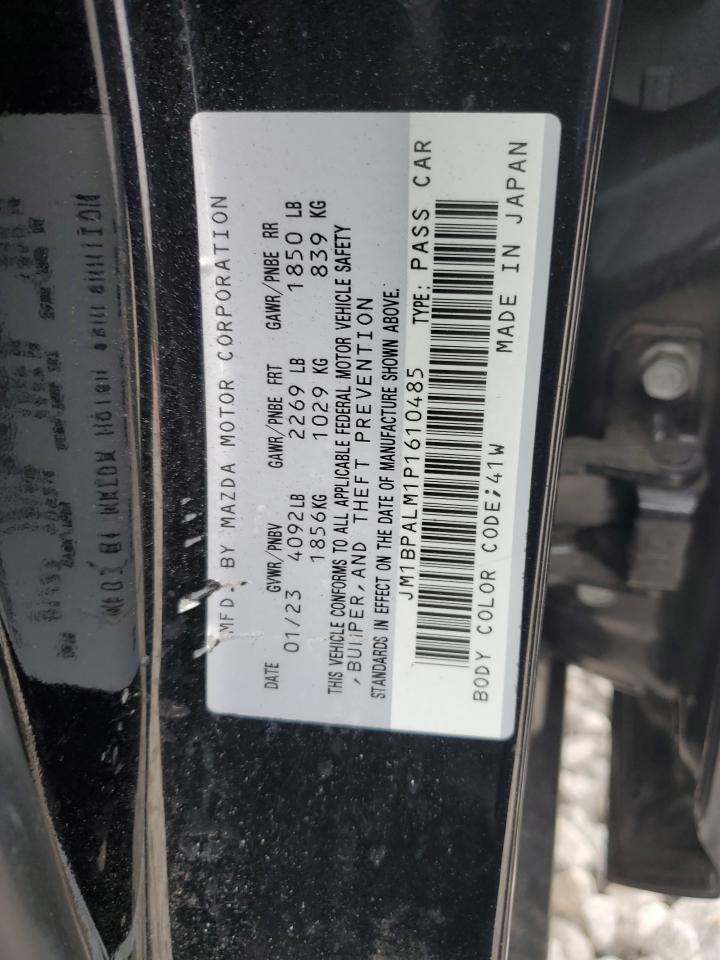 MFD. BY MAZDA MOTOR CORPORATION
DATE GVWR/PNBV GAWR/PNBE FRT GAWR/PNBE RR
01/23 4092LB 2269 LB 1850 LB
1856KG 1029 KG 839 KG
THIS VEHICLE CONFORMS TO ALL APPLICABLE FEDERAL MOTOR VEHICLE SAFETY
, BUMPER, AND THEFT PREVENTION
STANDARDS IN EFFECT ON THE DATE OF MANUFACTURE SHOWN ABOVE.
JM1BPALM1P1610485 TYPE: PASS CAR
BODY COLOR CODE;41W MADE IN JAPAN